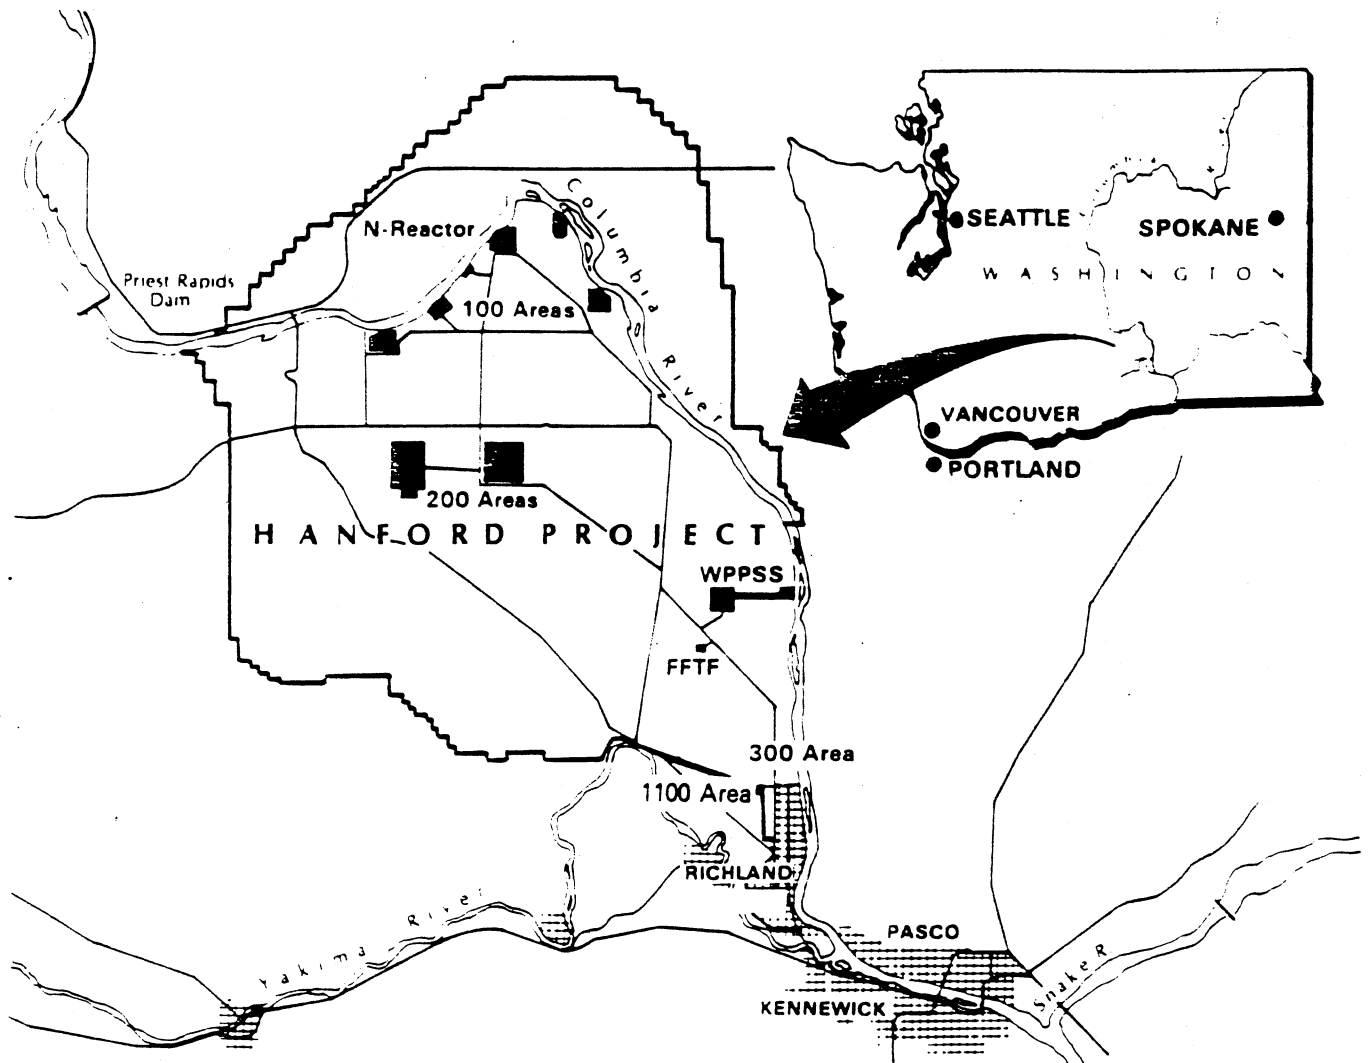 Columbia River
N-Reactor
SEATTLE
SPOKANE
WASHINGTON
Priest Rapids
Dam
100 Areas
VANCOUVER
PORTLAND
200 Areas
HANFORD PROJECT
WPPSS
FFTF
300 Area
1100 Area
RICHLAND
Yakima River
PASCO
Snake R.
KENNEWICK